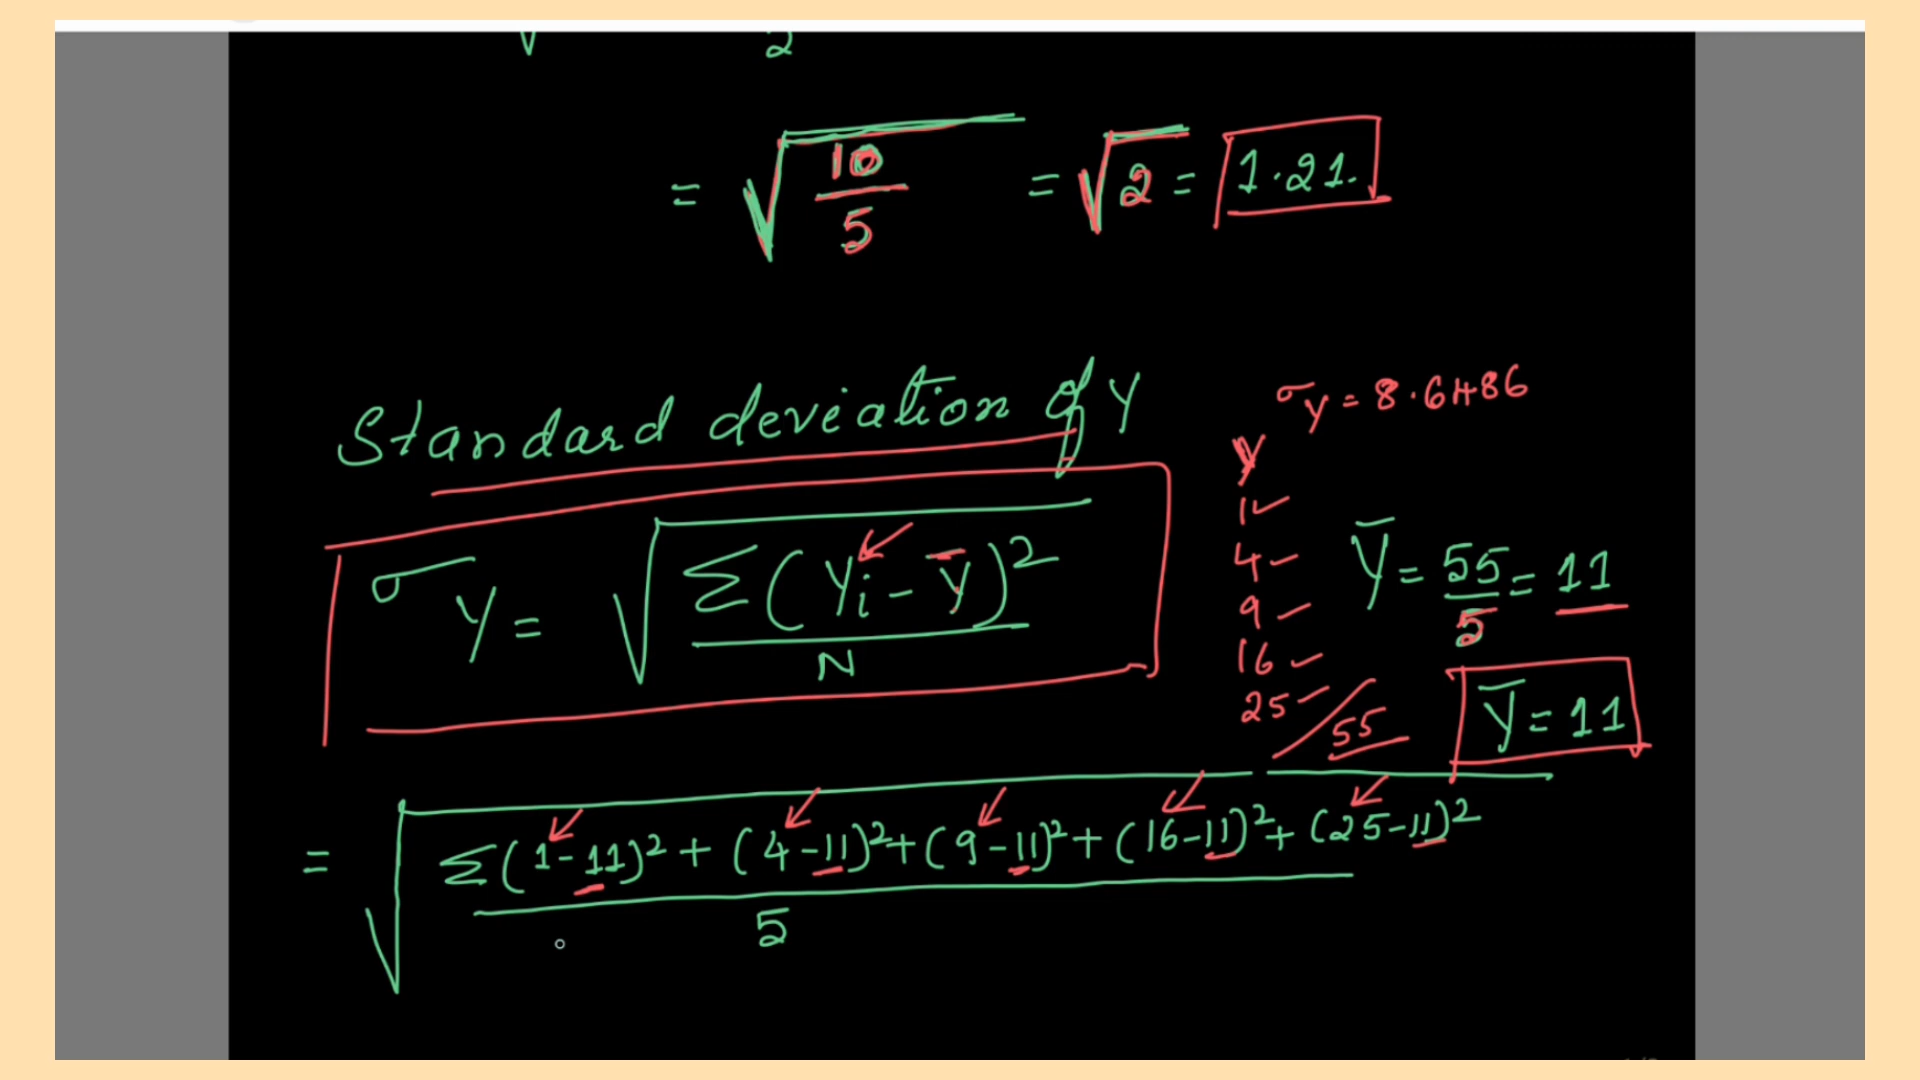 √ 2
= √(10/5) = √2 = 1.21.
Standard deviation of y
σy = 8.6486
σy = √(Σ(yi - ȳ)²/N)
y
1
4
9
16
25
55
ȳ = 55/5 = 11
ȳ = 11
= √(Σ(1-11)² + (4-11)² + (9-11)² + (16-11)² + (25-11)²/5)